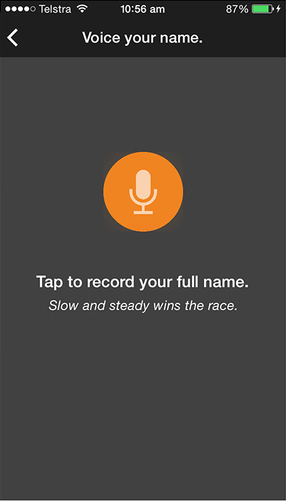 Telstra 10:56 am 87%
Voice your name.
Tap to record your full name.
Slow and steady wins the race.